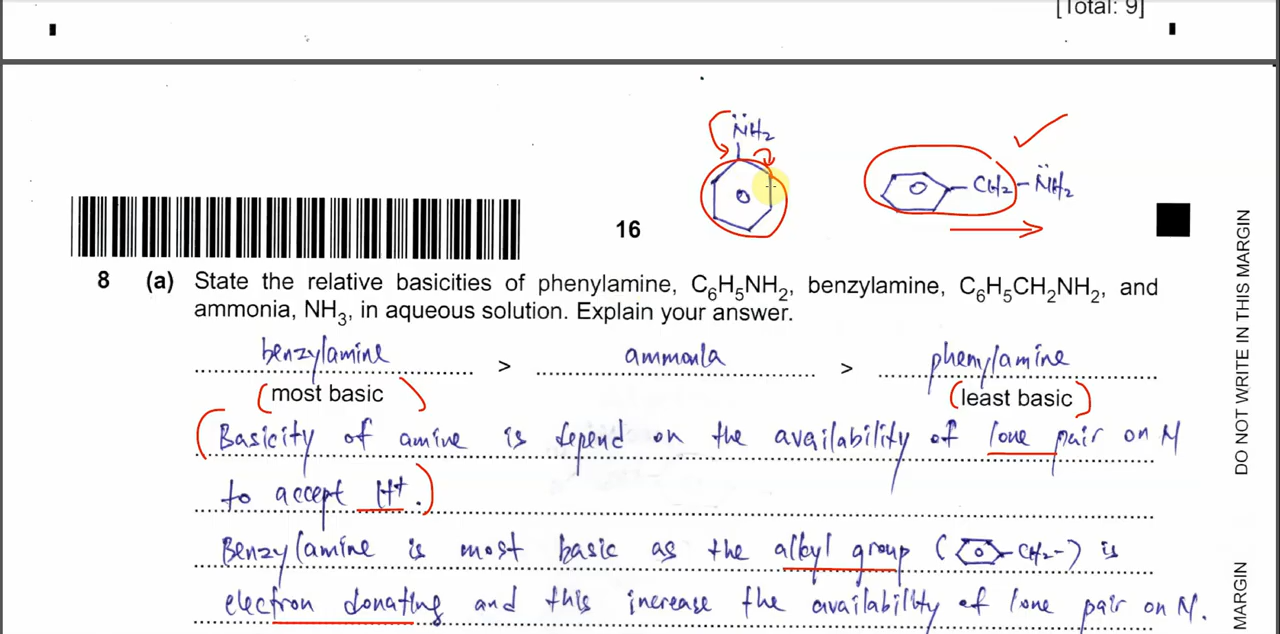 [Total: 9]
N̈H₂
CH₂-N̈H₂
16
DO NOT WRITE IN THIS MARGIN
8 (a) State the relative basicities of phenylamine, C₆H₅NH₂, benzylamine, C₆H₅CH₂NH₂, and
ammonia, NH₃, in aqueous solution. Explain your answer.
benzylamine > ammonia > phenylamine
(most basic) (least basic)
(Basicity of amine is depend on the availability of lone pair on N
to accept H⁺.)
Benzylamine is most basic as the alkyl group ( -CH₂-) is
electron donating and this increase the availability of lone pair on N.
MARGIN